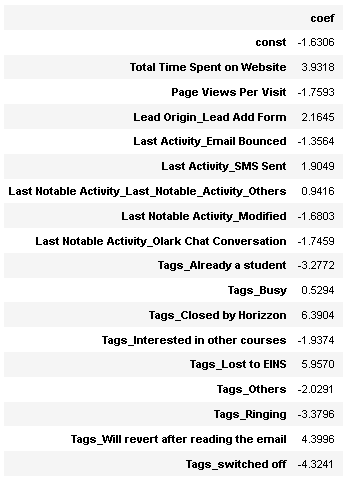 coef
const -1.6306
Total Time Spent on Website 3.9318
Page Views Per Visit -1.7593
Lead Origin_Lead Add Form 2.1645
Last Activity_Email Bounced -1.3564
Last Activity_SMS Sent 1.9049
Last Notable Activity_Last_Notable_Activity_Others 0.9416
Last Notable Activity_Modified -1.6803
Last Notable Activity_Olark Chat Conversation -1.7459
Tags_Already a student -3.2772
Tags_Busy 0.5294
Tags_Closed by Horizzon 6.3904
Tags_Interested in other courses -1.9374
Tags_Lost to EINS 5.9570
Tags_Others -2.0291
Tags_Ringing -3.3796
Tags_Will revert after reading the email 4.3996
Tags_switched off -4.3241